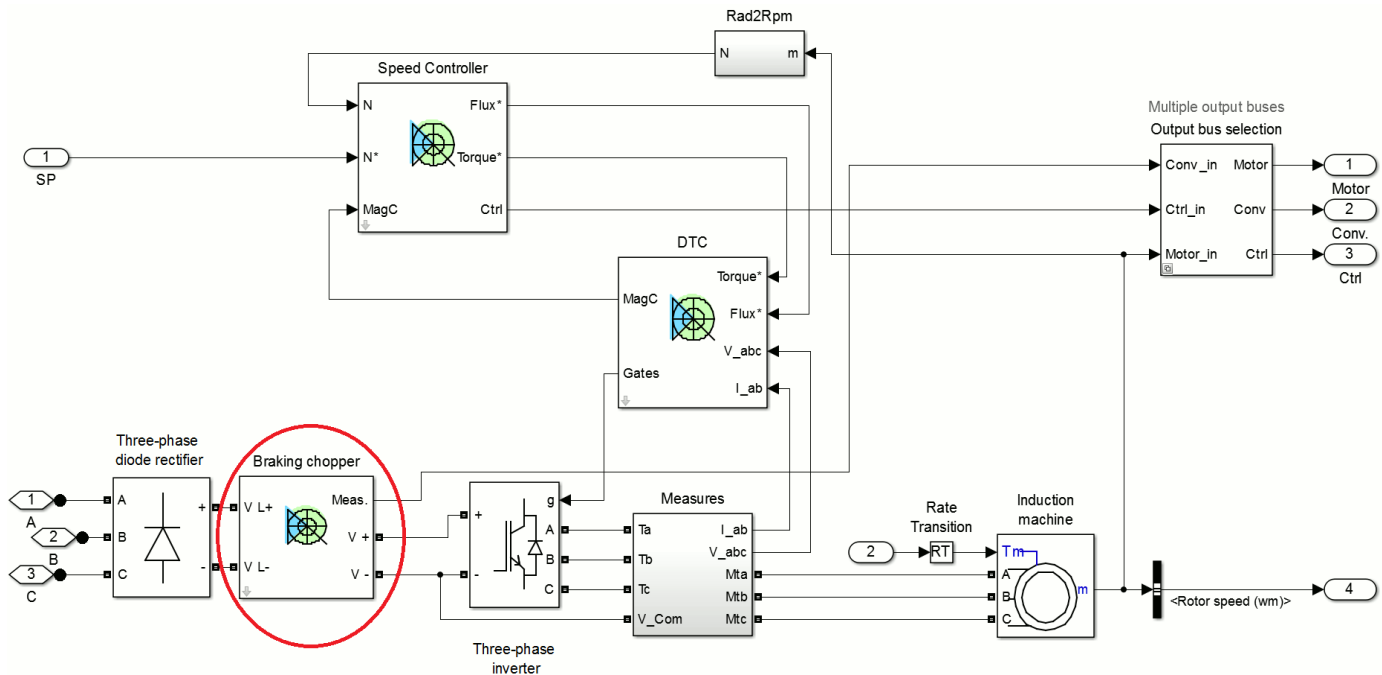 Rad2Rpm
N m
Speed Controller
N Flux*
N* Torque*
MagC Ctrl
1
SP
Multiple output buses
Output bus selection
Conv_in Motor
Ctrl_in Conv
Motor_in Ctrl
1
Motor
2
Conv.
3
Ctrl
DTC
Torque*
MagC
Flux*
V_abc
Gates
I_ab
Three-phase
diode rectifier
1
A
2
B
3
C
A +
B
C -
Braking chopper
V L+ Meas.
V +
V L- V -
g
+ A
B
- C
Three-phase
inverter
Measures
Ta I_ab
Tb V_abc
Tc Mta
Mtb
V_Com Mtc
2
Rate
Transition
RT
Induction
machine
Tm
A
B m
C
<Rotor speed (wm)>
4